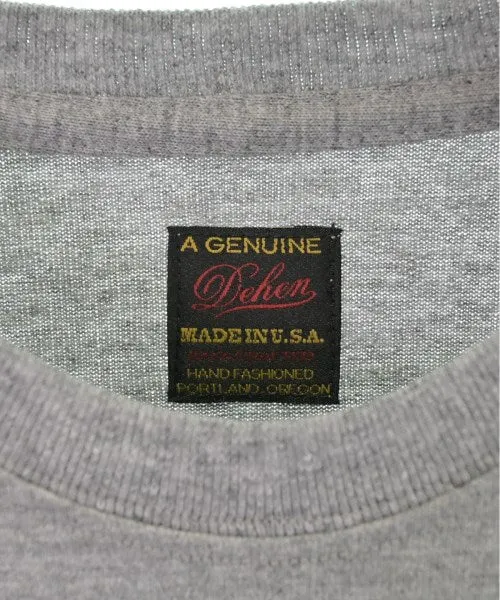 A GENUINE
Dehen
MADE IN U.S.A.
HAND FASHIONED
PORTLAND, OREGON